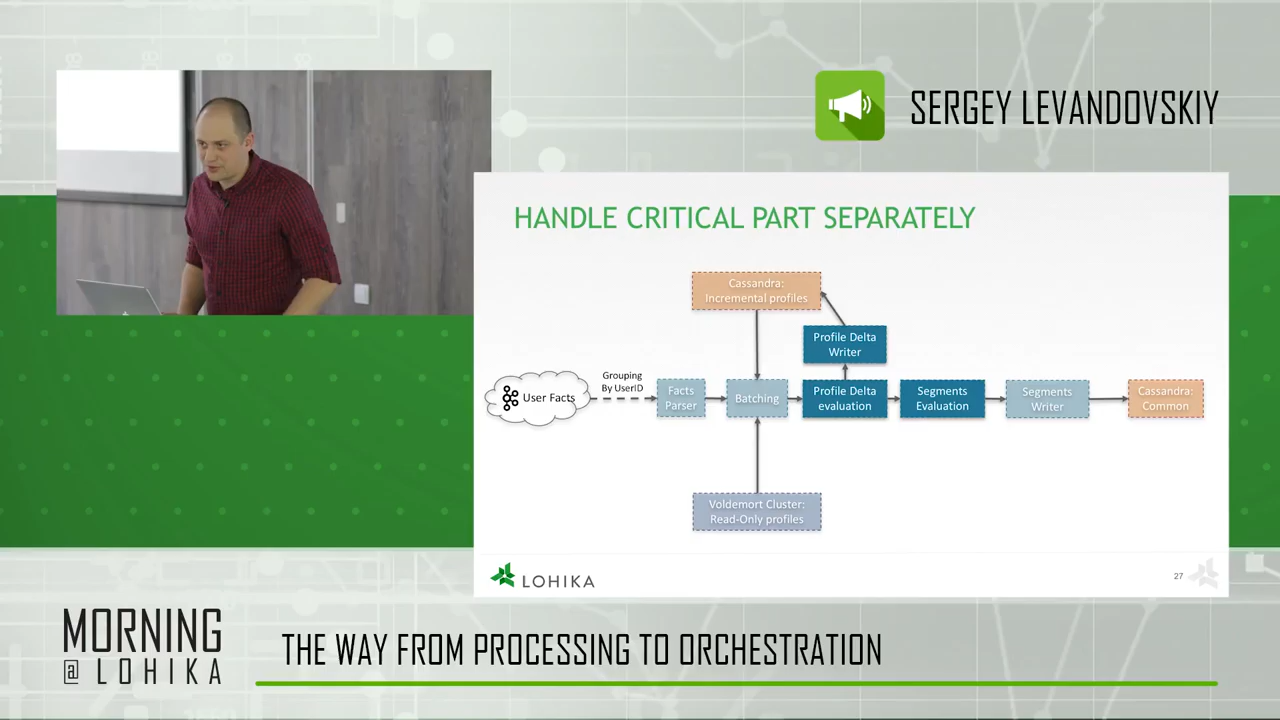 SERGEY LEVANDOVSKIY
HANDLE CRITICAL PART SEPARATELY
Cassandra:
Incremental profiles
Profile Delta
Writer
User Facts
Grouping
By UserID
Facts
Parser
Batching
Profile Delta
evaluation
Segments
Evaluation
Segments
Writer
Cassandra:
Common
Voldemort Cluster:
Read-Only profiles
LOHIKA
27
MORNING
@ LOHIKA
THE WAY FROM PROCESSING TO ORCHESTRATION